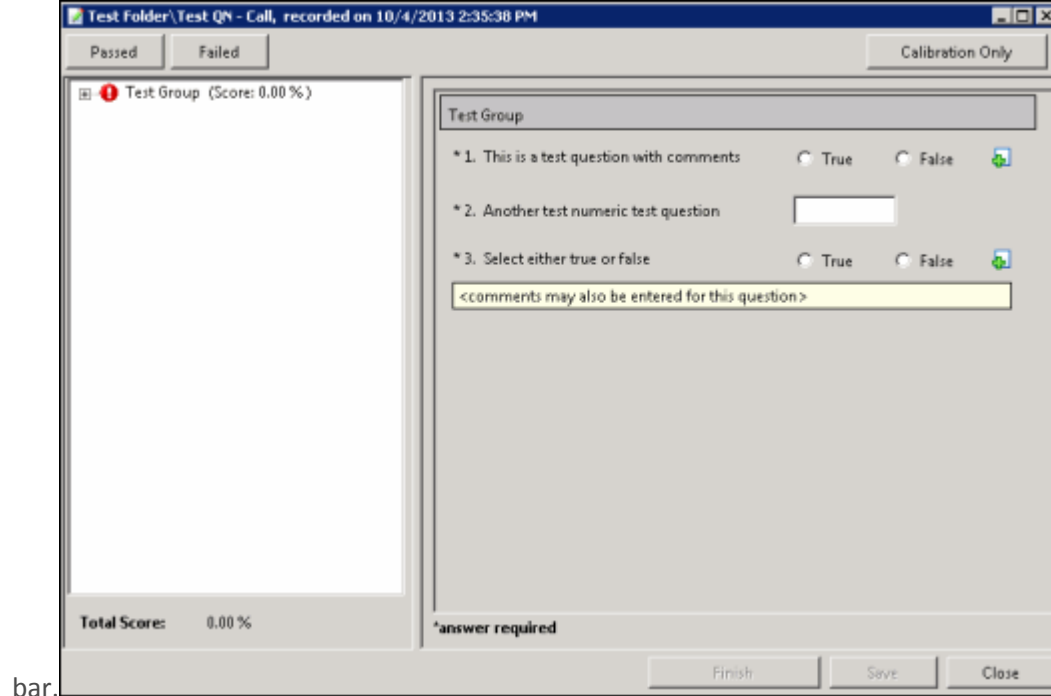 Test Folder\Test QN - Call, recorded on 10/4/2013 2:35:38 PM
Passed Failed Calibration Only
Test Group (Score: 0.00 %)
Test Group
* 1. This is a test question with comments True False
* 2. Another test numeric test question
* 3. Select either true or false True False
<comments may also be entered for this question>
Total Score: 0.00 %
*answer required
Finish Save Close
bar.